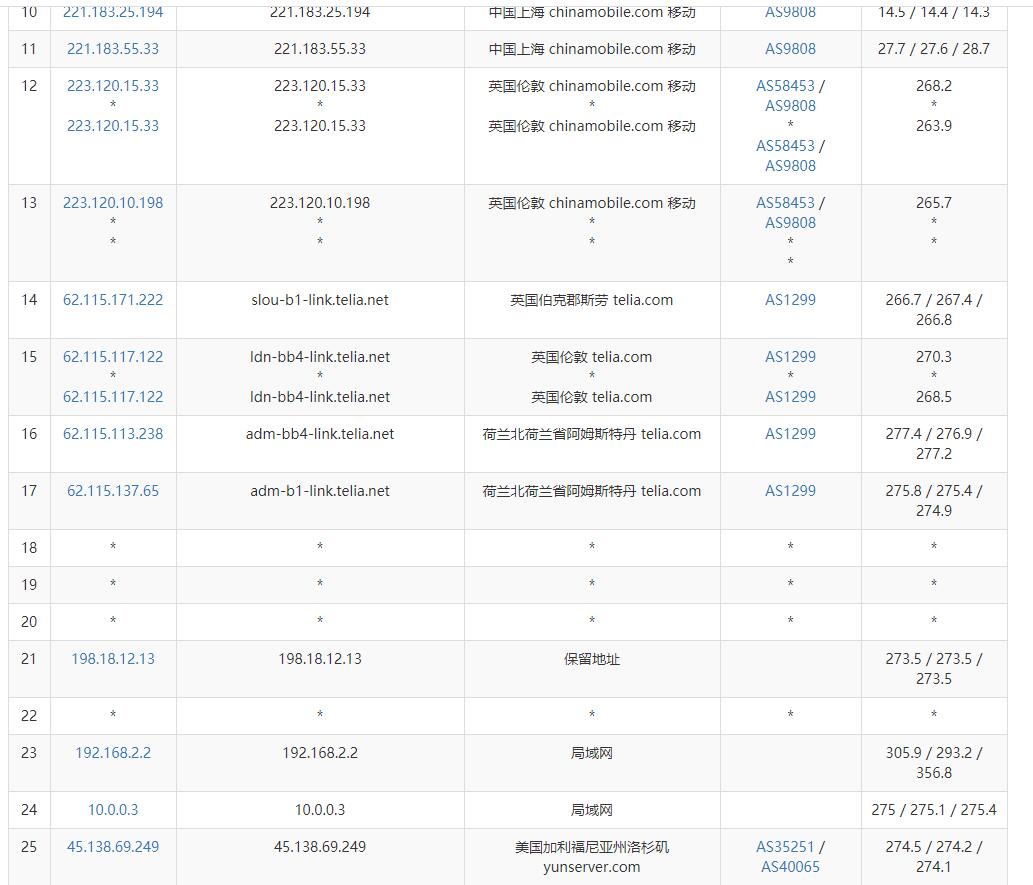 10 221.183.25.194 221.183.25.194 中国上海 chinamobile.com 移动 AS9808 14.5 / 14.4 / 14.3
11 221.183.55.33 221.183.55.33 中国上海 chinamobile.com 移动 AS9808 27.7 / 27.6 / 28.7
12 223.120.15.33 223.120.15.33 英国伦敦 chinamobile.com 移动 AS58453 / 268.2
* * * AS9808 *
223.120.15.33 223.120.15.33 英国伦敦 chinamobile.com 移动 * 263.9
AS58453 /
AS9808
13 223.120.10.198 223.120.10.198 英国伦敦 chinamobile.com 移动 AS58453 / 265.7
* * * AS9808 *
* * * * *
*
14 62.115.171.222 slou-b1-link.telia.net 英国伯克郡斯劳 telia.com AS1299 266.7 / 267.4 /
266.8
15 62.115.117.122 ldn-bb4-link.telia.net 英国伦敦 telia.com AS1299 270.3
* * * * *
62.115.117.122 ldn-bb4-link.telia.net 英国伦敦 telia.com AS1299 268.5
16 62.115.113.238 adm-bb4-link.telia.net 荷兰北荷兰省阿姆斯特丹 telia.com AS1299 277.4 / 276.9 /
277.2
17 62.115.137.65 adm-b1-link.telia.net 荷兰北荷兰省阿姆斯特丹 telia.com AS1299 275.8 / 275.4 /
274.9
18 * * * * *
19 * * * * *
20 * * * * *
21 198.18.12.13 198.18.12.13 保留地址 273.5 / 273.5 /
273.5
22 * * * * *
23 192.168.2.2 192.168.2.2 局域网 305.9 / 293.2 /
356.8
24 10.0.0.3 10.0.0.3 局域网 275 / 275.1 / 275.4
25 45.138.69.249 45.138.69.249 美国加利福尼亚州洛杉矶 AS35251 / 274.5 / 274.2 /
yunserver.com AS40065 274.1